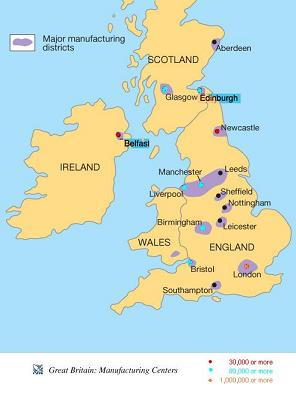 Major manufacturing
districts
SCOTLAND
Aberdeen
Glasgow
Edinburgh
Newcastle
Belfast
IRELAND
Manchester
Leeds
Liverpool
Sheffield
Nottingham
Birmingham
Leicester
WALES
ENGLAND
Bristol
London
Southampton
Great Britain: Manufacturing Centers
30,000 or more
80,000 or more
1,000,000 or more